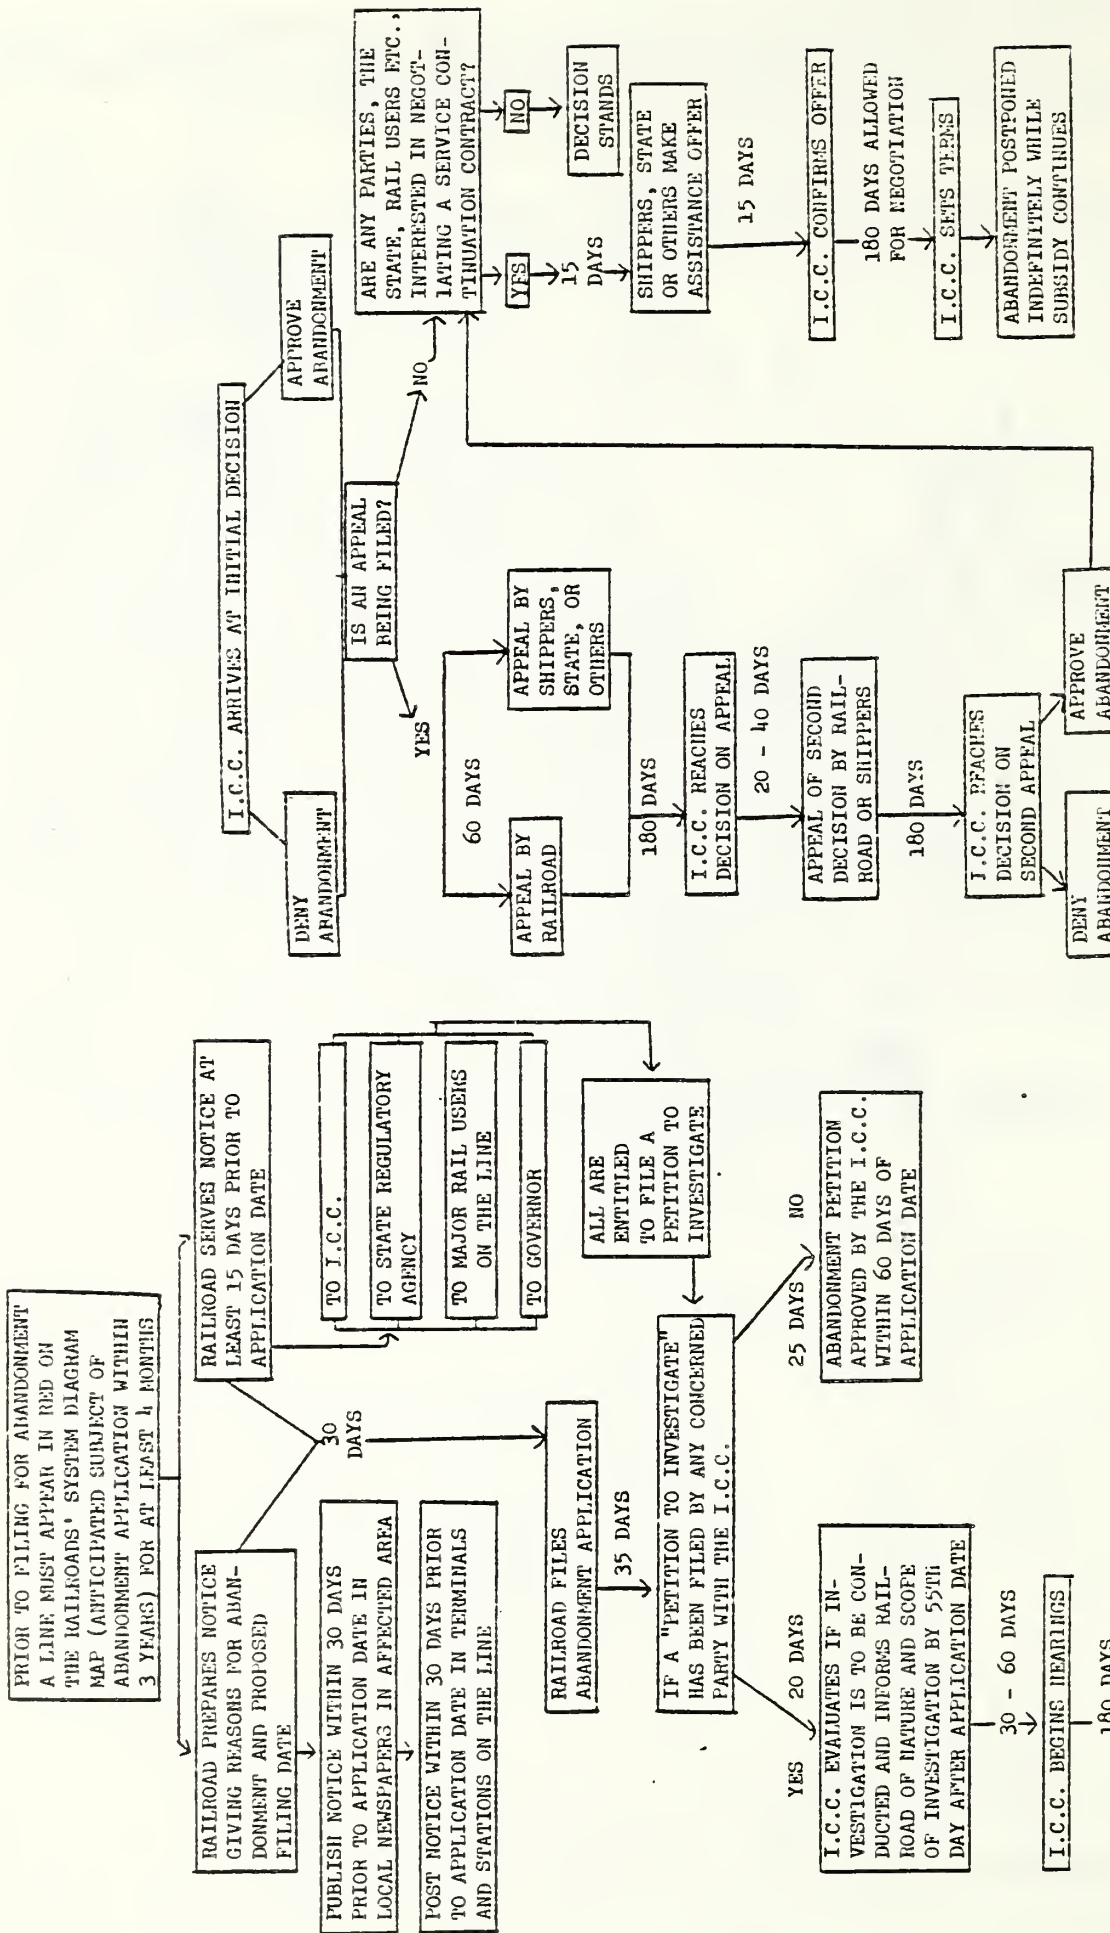 PRIOR TO FILING FOR ABANDONMENT
A LINE MUST APPEAR IN RED ON
THE RAILROADS' SYSTEM DIAGRAM
MAP (ANTICIPATED SUBJECT OF
ABANDONMENT APPLICATION WITHIN
3 YEARS) FOR AT LEAST 4 MONTHS
RAILROAD PREPARES NOTICE
GIVING REASONS FOR ABAN-
DONMENT AND PROPOSED
FILING DATE
RAILROAD SERVES NOTICE AT
LEAST 15 DAYS PRIOR TO
APPLICATION DATE
PUBLISH NOTICE WITHIN 30 DAYS
PRIOR TO APPLICATION DATE IN
LOCAL NEWSPAPERS IN AFFECTED AREA
30
DAYS
TO I.C.C.
TO STATE REGULATORY
AGENCY
TO MAJOR RAIL USERS
ON THE LINE
TO GOVERNOR
POST NOTICE WITHIN 30 DAYS PRIOR
TO APPLICATION DATE IN TERMINALS
AND STATIONS ON THE LINE
RAILROAD FILES
ABANDONMENT APPLICATION
ALL ARE
ENTITLED
TO FILE A
PETITION TO
INVESTIGATE
35 DAYS
IF A "PETITION TO INVESTIGATE"
HAS BEEN FILED BY ANY CONCERNED
PARTY WITH THE I.C.C.
YES 20 DAYS
25 DAYS NO
I.C.C. EVALUATES IF IN-
VESTIGATION IS TO BE CON-
DUCTED AND INFORMS RAIL-
ROAD OF NATURE AND SCOPE
OF INVESTIGATION BY 55TH
DAY AFTER APPLICATION DATE
ABANDONMENT PETITION
APPROVED BY THE I.C.C.
WITHIN 60 DAYS OF
APPLICATION DATE
30 - 60 DAYS
I.C.C. BEGINS HEARINGS
180 DAYS
I.C.C. ARRIVES AT INITIAL DECISION
DENY
ABANDONMENT
APPROVE
ABANDONMENT
IS AN APPEAL
BEING FILED?
YES
NO
60 DAYS
APPEAL BY
RAILROAD
APPEAL BY
SHIPPERS,
STATE, OR
OTHERS
180 DAYS
I.C.C. REACHES
DECISION ON APPEAL
20 - 40 DAYS
APPEAL OF SECOND
DECISION BY RAIL-
ROAD OR SHIPPERS
180 DAYS
I.C.C. REACHES
DECISION ON
SECOND APPEAL
DENY
ABANDONMENT
APPROVE
ABANDONMENT
ARE ANY PARTIES, THE
STATE, RAIL USERS ETC.,
INTERESTED IN NEGOT-
IATING A SERVICE CON-
TINUATION CONTRACT?
YES
NO
15
DAYS
DECISION
STANDS
SHIPPERS, STATE
OR OTHERS MAKE
ASSISTANCE OFFER
15 DAYS
I.C.C. CONFIRMS OFFER
180 DAYS ALLOWED
FOR NEGOTIATION
I.C.C. SETS TERMS
ABANDONMENT POSTPONED
INDEFINITELY WHILE
SUBSIDY CONTINUES